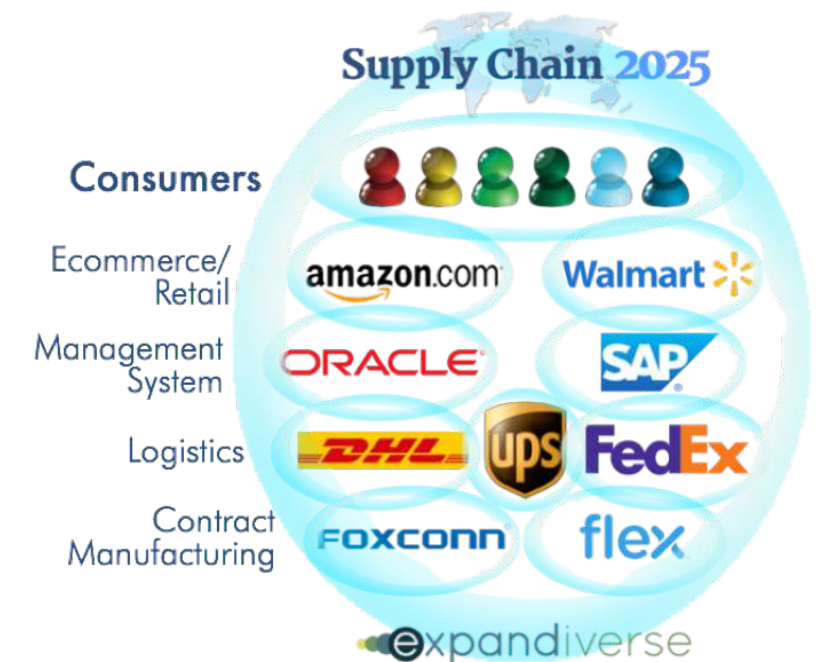 Supply Chain 2025
Consumers
Ecommerce/
Retail
amazon.com
Walmart
Management
System
ORACLE
SAP
Logistics
DHL
ups
FedEx
Contract
Manufacturing
FOXCONN
flex
expandiverse